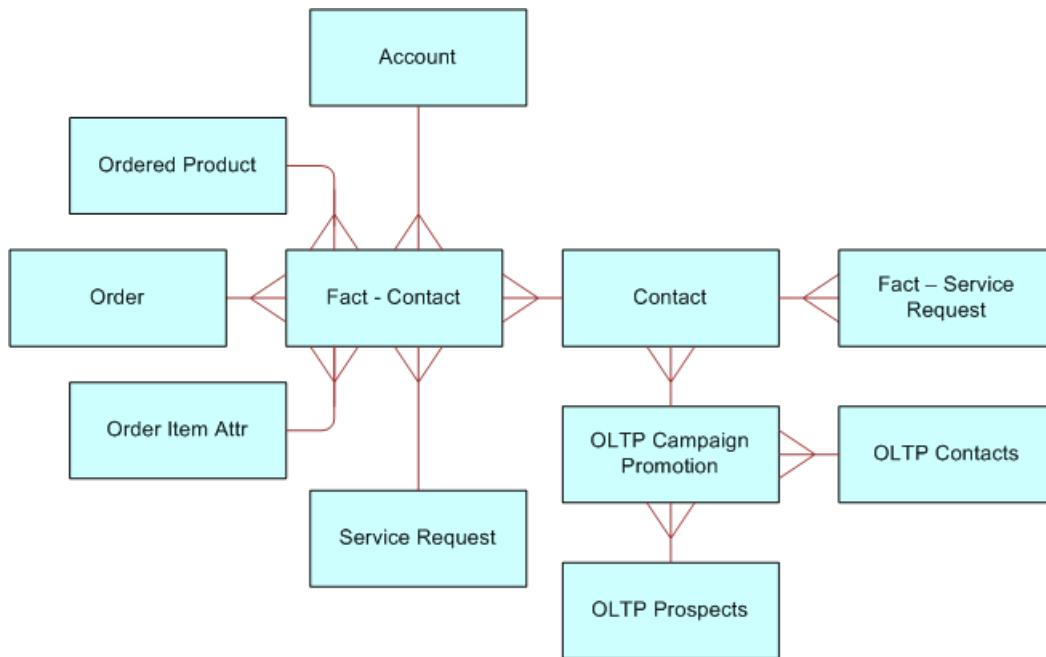 Account
Ordered Product
Order
Fact - Contact
Contact
Fact – Service
Request
Order Item Attr
OLTP Campaign
Promotion
OLTP Contacts
Service Request
OLTP Prospects